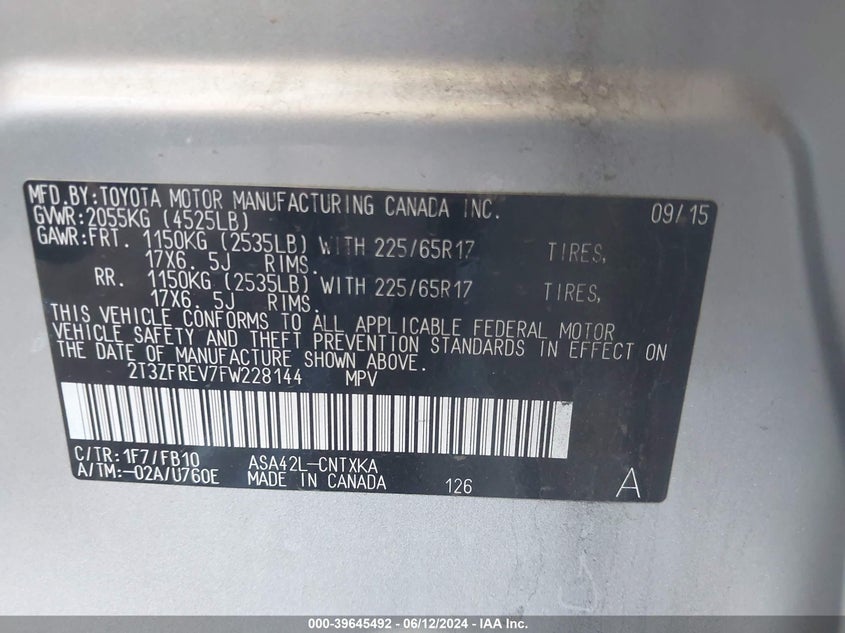 MFD.BY:TOYOTA MOTOR MANUFACTURING CANADA INC. 09/15
GVWR:2055KG (4525LB)
GAWR:FRT. 1150KG (2535LB) WITH 225/65R17 TIRES,
17X6. 5J RIMS.
RR. 1150KG (2535LB) WITH 225/65R17 TIRES,
17X6. 5J RIMS.
THIS VEHICLE CONFORMS TO ALL APPLICABLE FEDERAL MOTOR
VEHICLE SAFETY AND THEFT PREVENTION STANDARDS IN EFFECT ON
THE DATE OF MANUFACTURE SHOWN ABOVE.
2T3ZFREV7FW228144 MPV
C/TR:1F7/FB10 ASA42L-CNTXKA
A/TM:-02A/U760E MADE IN CANADA 126 A
000-39645492 - 06/12/2024 - IAA Inc.